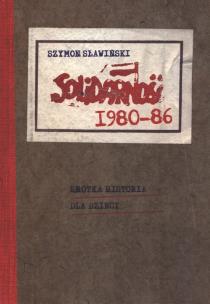 SZYMON SŁAWIŃSKI
SOLIDARNOŚĆ
1980-86
KRÓTKA HISTORIA
DLA DZIECI